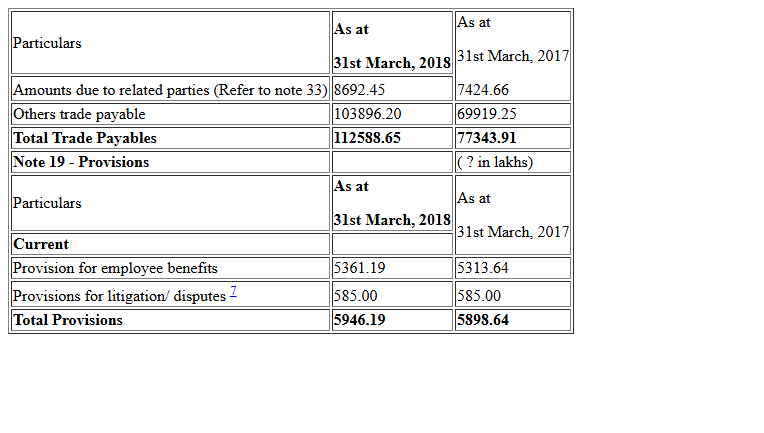 Particulars As at As at
31st March, 2018 31st March, 2017
Amounts due to related parties (Refer to note 33) 8692.45 7424.66
Others trade payable 103896.20 69919.25
Total Trade Payables 112588.65 77343.91
Note 19 - Provisions ( ? in lakhs)
Particulars As at As at
31st March, 2018 31st March, 2017
Current
Provision for employee benefits 5361.19 5313.64
Provisions for litigation/ disputes 7 585.00 585.00
Total Provisions 5946.19 5898.64